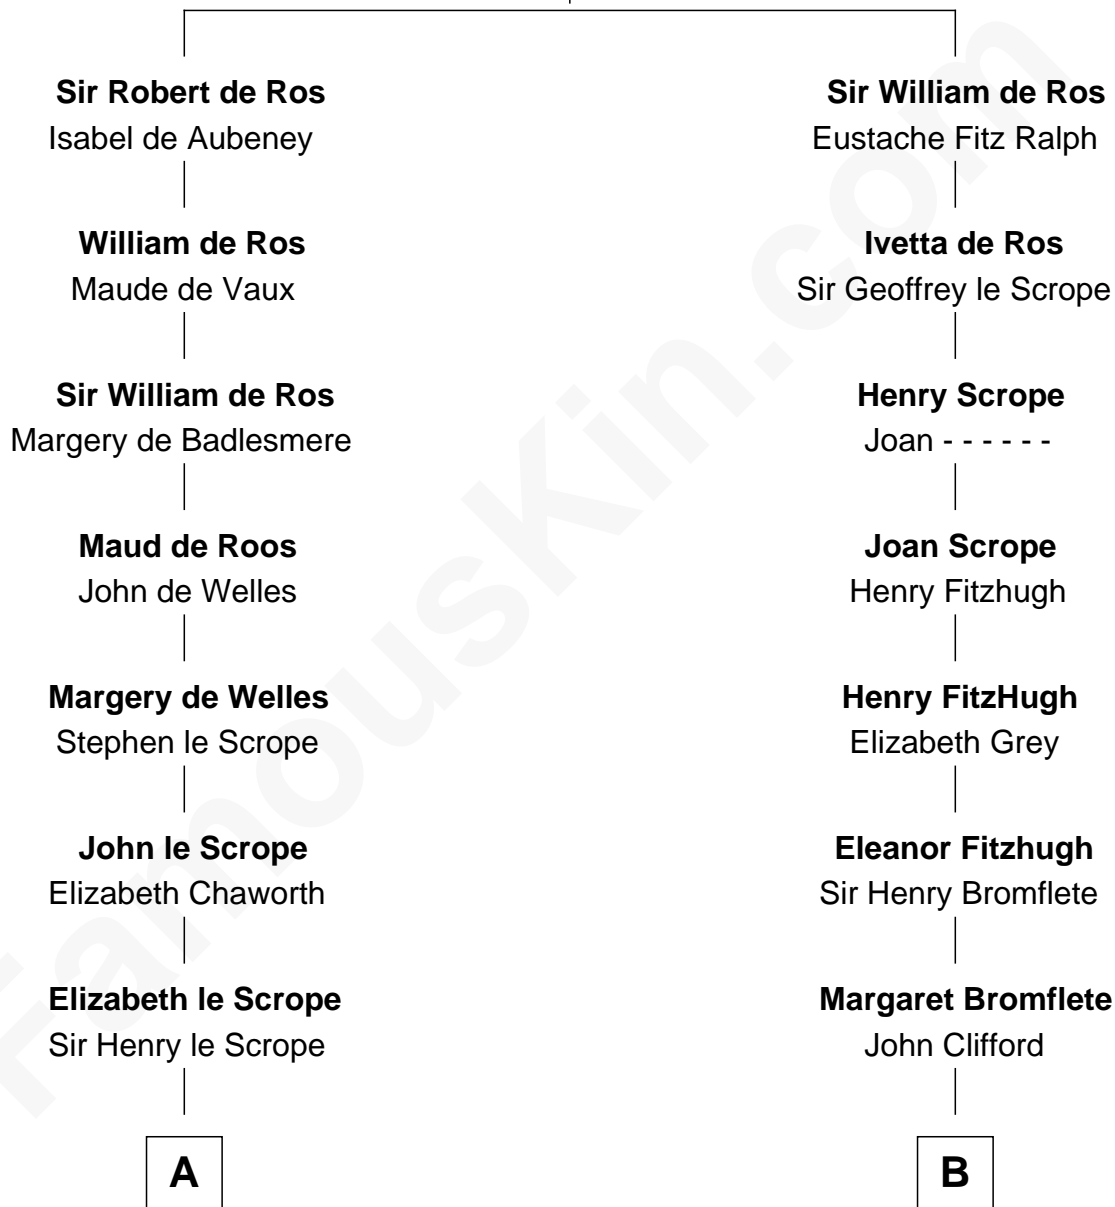 Sir Robert de Ros
Isabel de Aubeney
William de Ros
Maude de Vaux
Sir William de Ros
Margery de Badlesmere
Maud de Roos
John de Welles
Margery de Welles
Stephen le Scrope
John le Scrope
Elizabeth Chaworth
Elizabeth le Scrope
Sir Henry le Scrope
A
Sir William de Ros
Eustache Fitz Ralph
Ivetta de Ros
Sir Geoffrey le Scrope
Henry Scrope
Joan - - - - - -
Joan Scrope
Henry Fitzhugh
Henry FitzHugh
Elizabeth Grey
Eleanor Fitzhugh
Sir Henry Bromflete
Margaret Bromflete
John Clifford
B
FamousKin.com